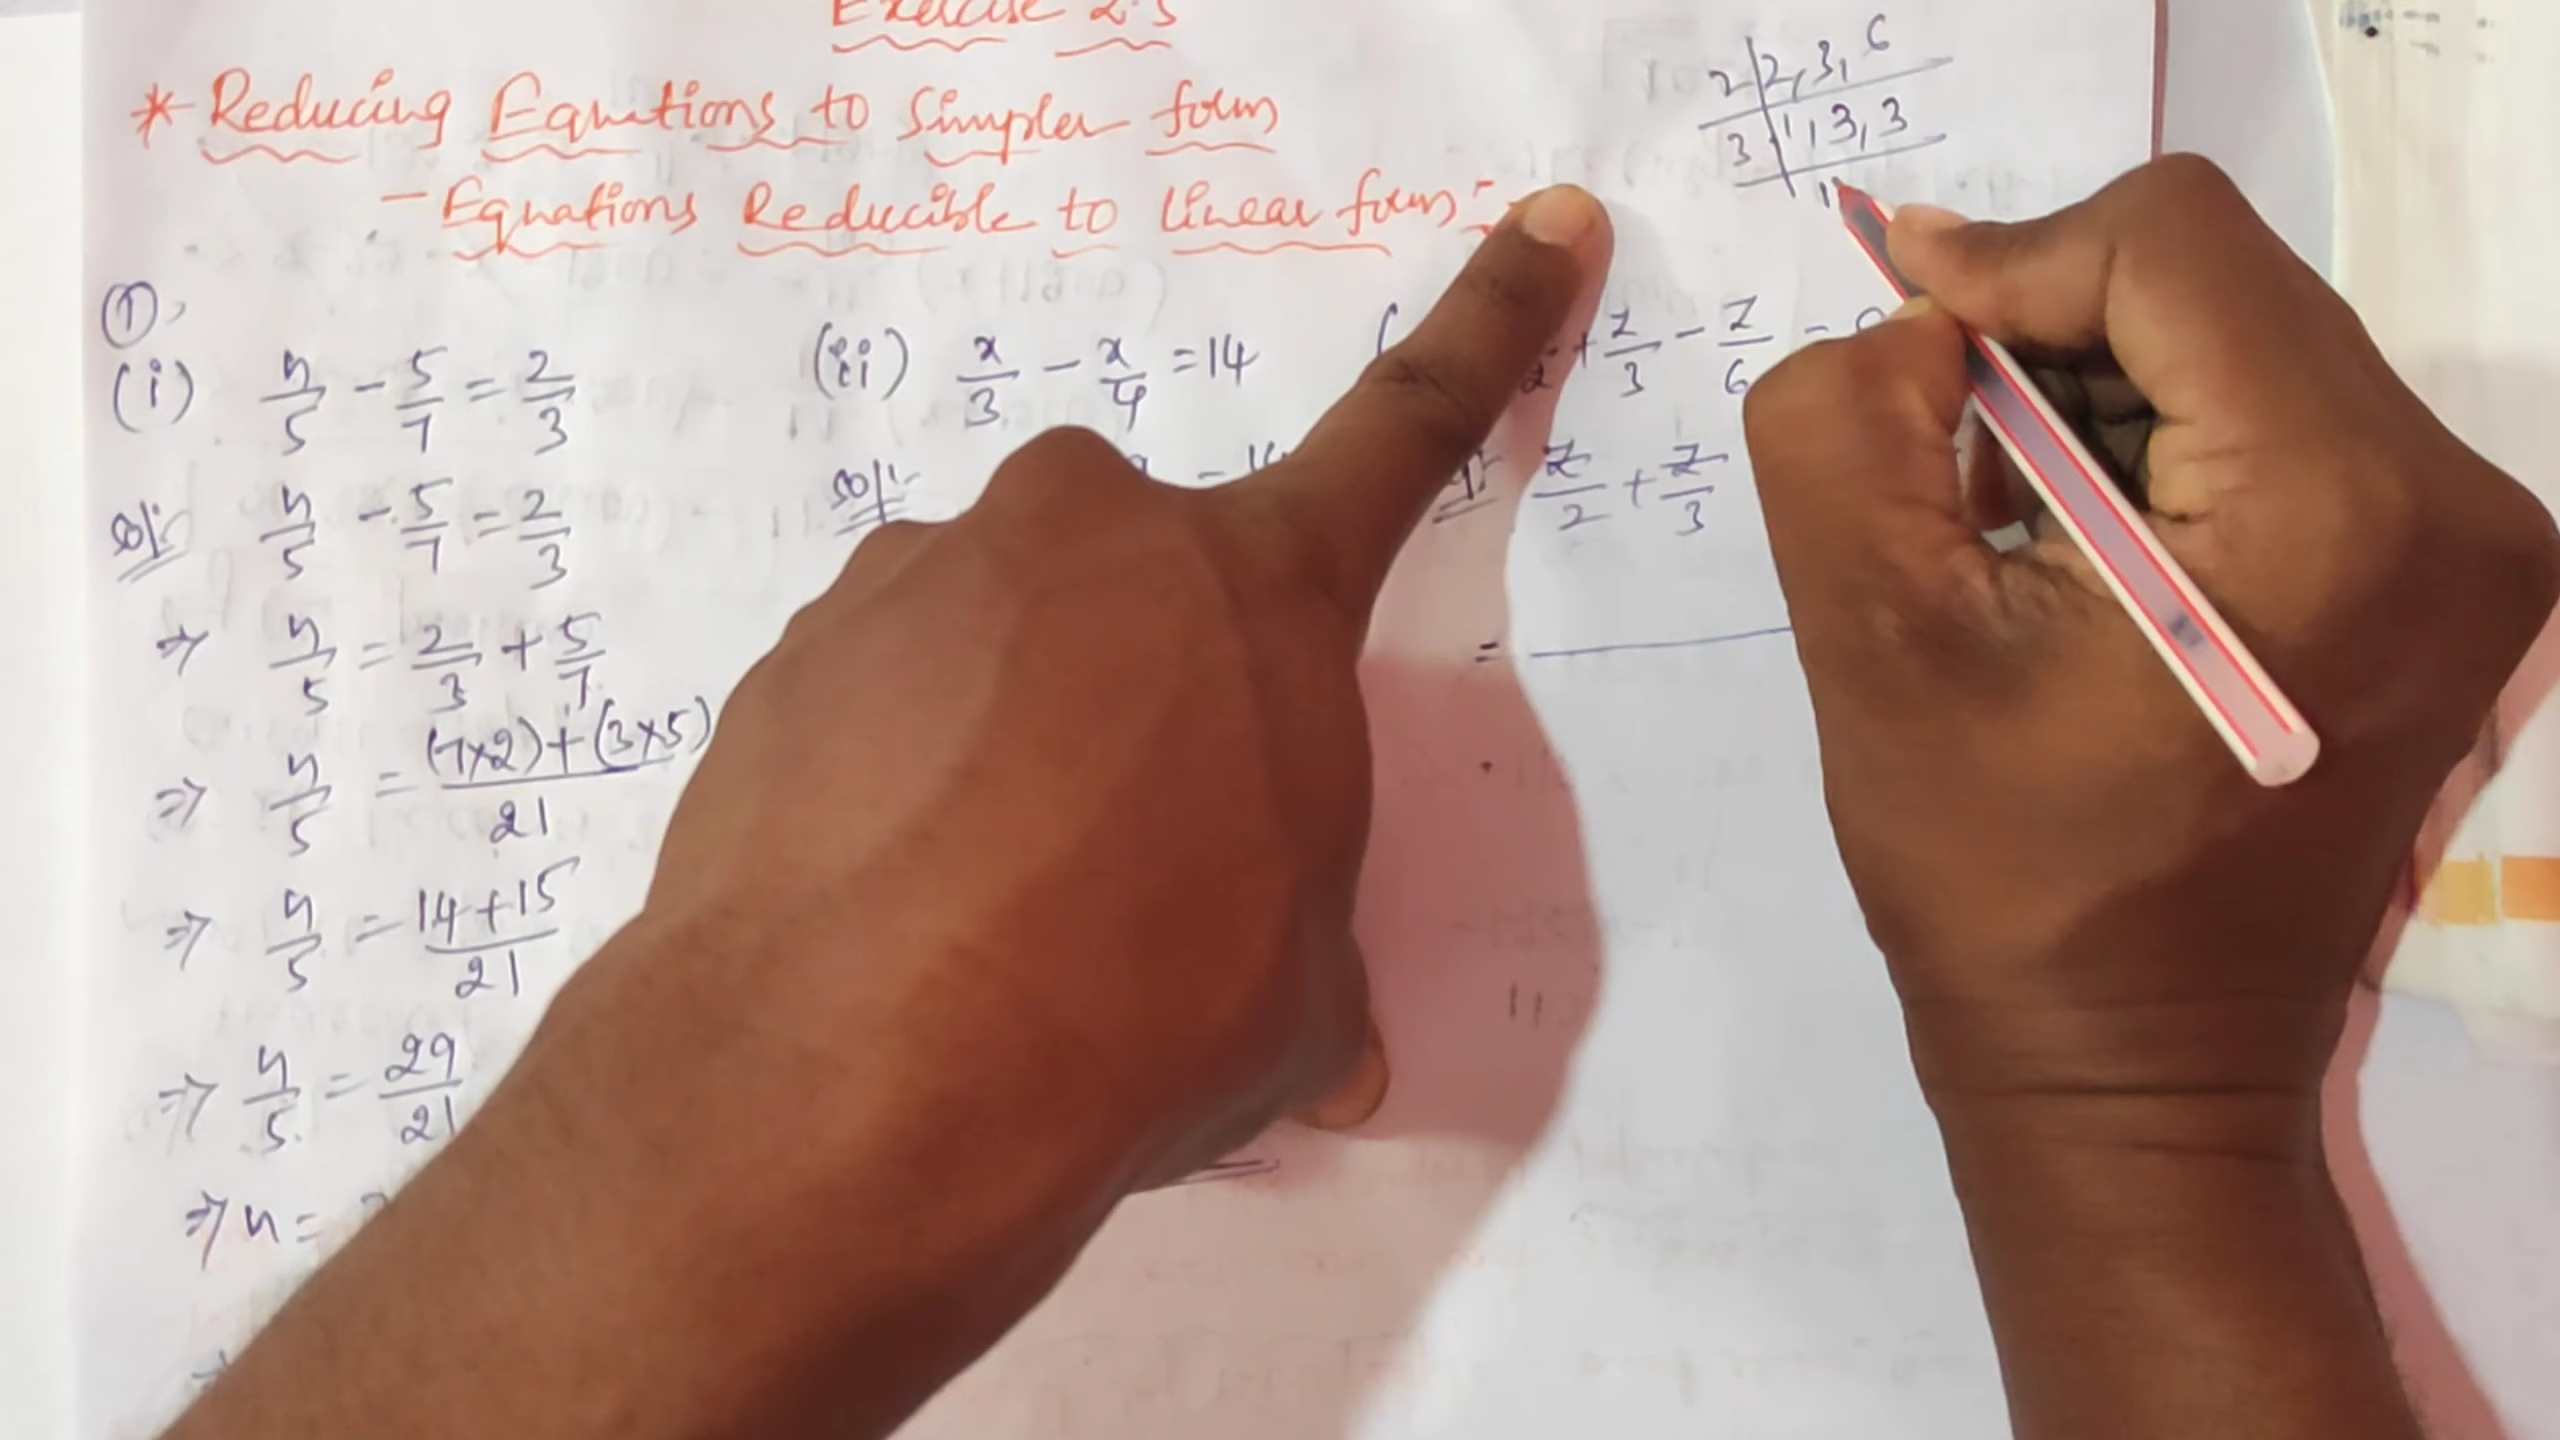 Exercise 2.5
* Reducing Equations to Simpler form
- Equations Reducible to linear form :-
2 | 2, 3, 6
3 | 1, 3, 3
1
①,
(i) n/5 - 5/7 = 2/3
(ii) x/3 - x/4 = 14
+ z/3 - z/6 =
sol:- n/5 - 5/7 = 2/3
sol:-
z/2 + z/3
⇒ n/5 = 2/3 + 5/7
=
⇒ n/5 = (7×2)+(3×5)/21
⇒ n/5 = 14+15/21
⇒ n/5 = 29/21
⇒ n =